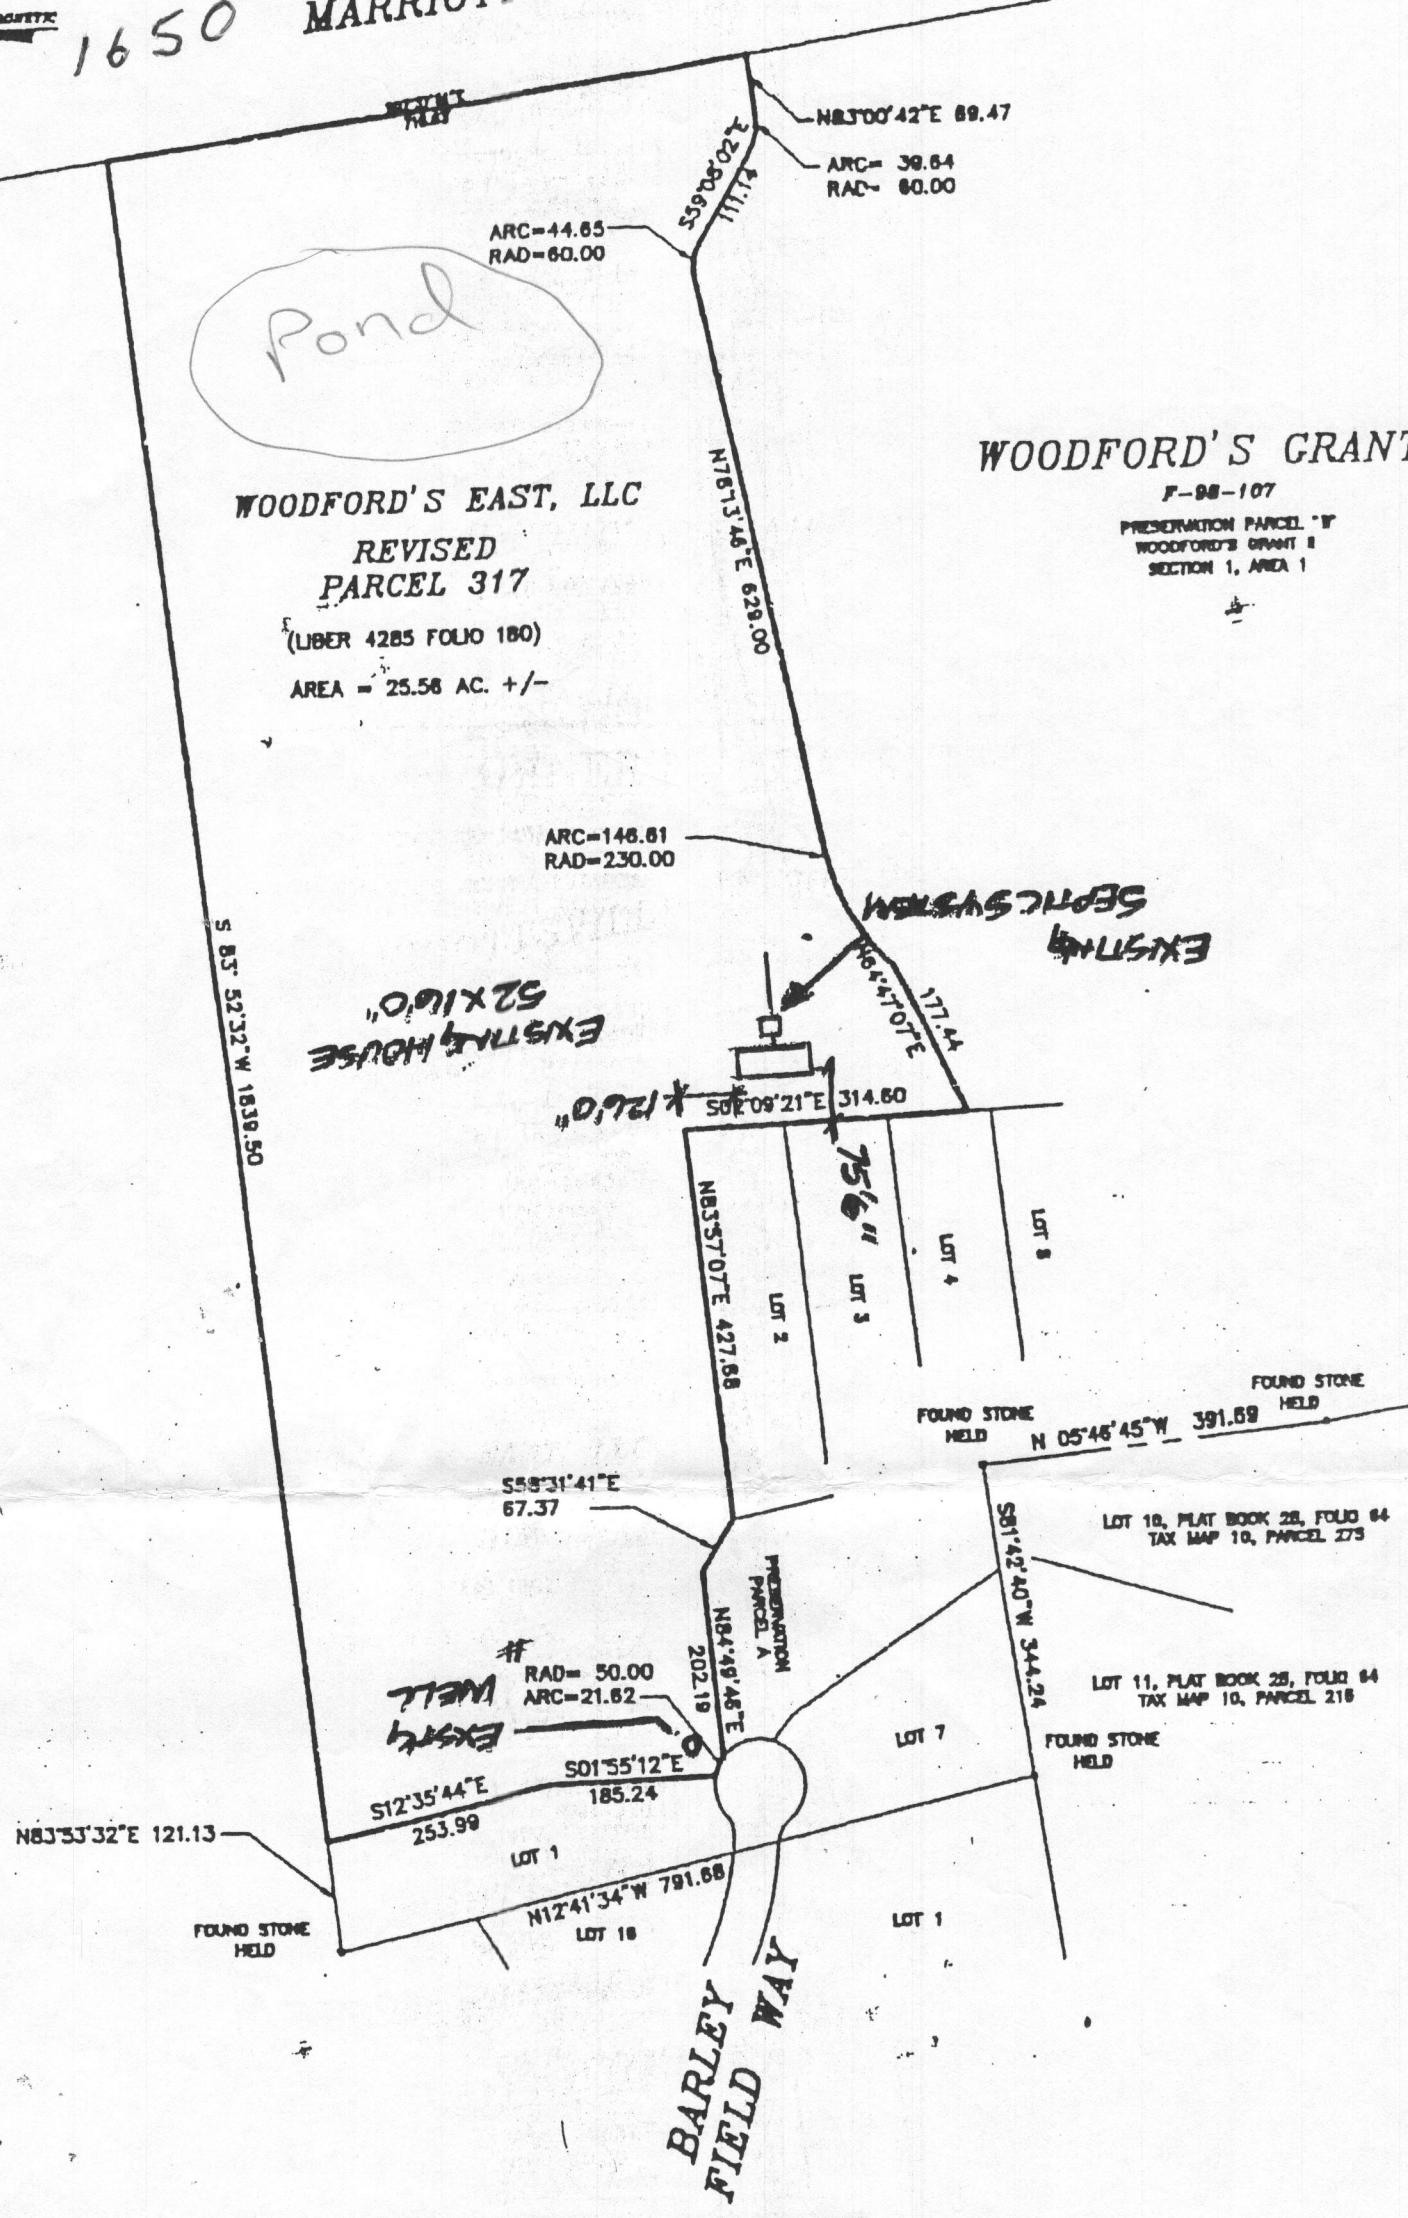 1650
N83°00'42"E 69.47
ARC= 39.64
RAD= 60.00
S59°08'02"E
111.14
ARC=44.65
RAD=60.00
Pond
WOODFORD'S GRANT
F-98-107
PRESERVATION PARCEL "B"
WOODFORD'S GRANT II
SECTION 1, AREA 1
WOODFORD'S EAST, LLC
REVISED
PARCEL 317
(LIBER 4285 FOLIO 180)
AREA = 25.56 AC. +/-
N76°13'46"E 629.00
ARC=146.61
RAD=230.00
EXISTING
SEPTIC SYSTEM
N64°47'07"E
177.44
S 83° 52'32"W 1839.50
EXISTING HOUSE
52 X 16'0"
126'0"
S02°09'21"E 314.60
75'6"
N83°57'07"E 427.68
LOT 2
LOT 3
LOT 4
FOUND STONE
HELD
FOUND STONE
HELD
N 05°46'45"W 391.69
S58°31'41"E
67.37
S81°42'40"W 344.24
LOT 10, PLAT BOOK 28, FOLIO 64
TAX MAP 10, PARCEL 275
PRESERVATION
PARCEL A
N84°49'46"E
202.19
RAD= 50.00
ARC=21.62
WELL
LOT 11, PLAT BOOK 28, FOLIO 64
TAX MAP 10, PARCEL 216
LOT 7
FOUND STONE
HELD
S01°55'12"E
185.24
S12°35'44"E
253.99
N83°53'32"E 121.13
LOT 1
N12°41'34"W 791.68
FOUND STONE
HELD
LOT 16
LOT 1
BARLEY
FIELD WAY